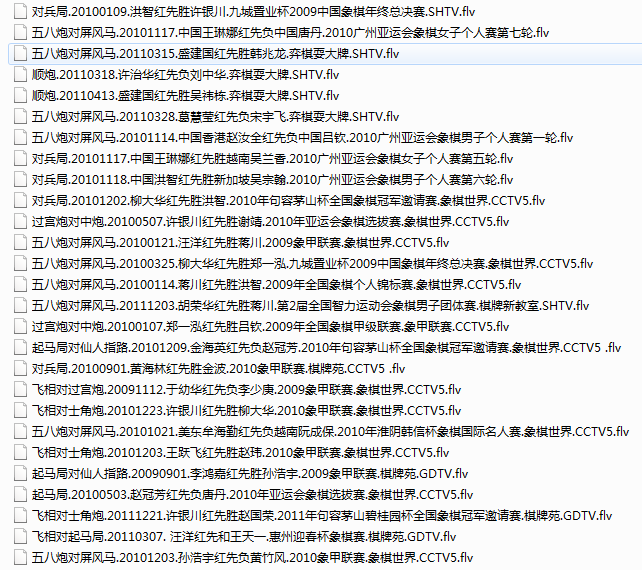 对兵局.20100109.洪智红先胜许银川.九城置业杯2009中国象棋年终总决赛.SHTV.flv
五八炮对屏风马.20101117.中国王琳娜红先负中国唐丹.2010广州亚运会象棋女子个人赛第七轮.flv
五八炮对屏风马.20110315.盛建国红先胜韩兆龙.弈棋耍大牌.SHTV.flv
顺炮.20110318.许治华红先负刘中华.弈棋耍大牌.SHTV.flv
顺炮.20110413.盛建国红先胜吴袆栋.弈棋耍大牌.SHTV.flv
五八炮对屏风马.20110328.葛慧莹红先负宋宇飞.弈棋耍大牌.SHTV.flv
五八炮对屏风马.20101114.中国香港赵汝全红先负中国吕钦.2010广州亚运会象棋男子个人赛第一轮.flv
对兵局.20101117.中国王琳娜红先胜越南吴兰香.2010广州亚运会象棋女子个人赛第五轮.flv
对兵局.20101118.中国洪智红先胜新加坡吴宗翰.2010广州亚运会象棋男子个人赛第六轮.flv
对兵局.20101202.柳大华红先胜洪智.2010年句容茅山杯全国象棋冠军邀请赛.象棋世界.CCTV5.flv
过宫炮对中炮.20100507.许银川红先胜谢靖.2010年亚运会象棋选拔赛.象棋世界.CCTV5.flv
五八炮对屏风马.20100121.汪洋红先胜蒋川.2009象甲联赛.象棋世界.CCTV5.flv
五八炮对屏风马.20100325.柳大华红先胜郑一泓.九城置业杯2009中国象棋年终总决赛.象棋世界.CCTV5.flv
五八炮对屏风马.20100114.蒋川红先胜洪智.2009年全国象棋个人锦标赛.象棋世界.CCTV5.flv
五八炮对屏风马.20111203.胡荣华红先胜蒋川.第2届全国智力运动会象棋男子团体赛.棋牌新教室.SHTV.flv
过宫炮对中炮.20100107.郑一泓红先胜吕钦.2009年全国象棋甲级联赛.象甲联赛.CCTV5.flv
起马局对仙人指路.20101209.金海英红先负赵冠芳.2010年句容茅山杯全国象棋冠军邀请赛.象棋世界.CCTV5 .flv
对兵局.20100901.黄海林红先胜金波.2010象甲联赛.棋牌苑.CCTV5 .flv
飞相对过宫炮.20091112.于幼华红先负李少庚.2009象甲联赛.象棋世界.CCTV5.flv
飞相对士角炮.20101223.许银川红先胜柳大华.2010象甲联赛.象棋世界.CCTV5.flv
五八炮对屏风马.20101021.美东牟海勤红先负越南阮成保.2010年淮阴韩信杯象棋国际名人赛.象棋世界.CCTV5.flv
飞相对士角炮.20101203.王跃飞红先胜赵玮.2010象甲联赛.象棋世界.CCTV5.flv
起马局对仙人指路.20090901.李鸿嘉红先胜孙浩宇.2009象甲联赛.棋牌苑.GDTV.flv
起马局.20100503.赵冠芳红先负唐丹.2010年亚运会象棋选拔赛.象棋世界.CCTV5.flv
飞相对士角炮.20111221.许银川红先胜赵国荣.2011年句容茅山碧桂园杯全国象棋冠军邀请赛.棋牌苑.GDTV.flv
飞相对起马局.20110307. 汪洋红先和王天一.惠州迎春杯象棋赛.棋牌苑.GDTV.flv
五八炮对屏风马.20101203.孙浩宇红先负黄竹风.2010象甲联赛.象棋世界.CCTV5.flv